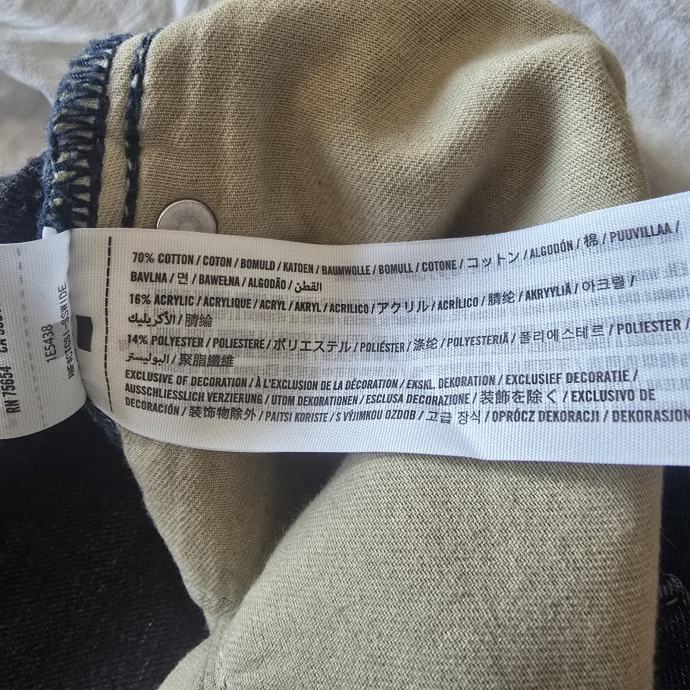 70% COTTON / COTON / BOMULD / KATOEN / BAUMWOLLE / BOMULL / COTONE / コットン / ALGODÓN / 棉 / PUUVILLAA /
BAVLNA / 면 / BAWEŁNA / ALGODÃO / القطن
16% ACRYLIC / ACRYLIQUE / ACRYL / AKRYL / ACRILICO / アクリル / ACRÍLICO / 腈纶 / AKRYYLIÄ / 아크릴 /
الأكريليك / 腈綸
14% POLYESTER / POLIESTERE / ポリエステル / POLIÉSTER / 涤纶 / POLYESTERIÄ / 폴리에스테르 / POLIESTER /
البوليستر / 聚脂纖維
EXCLUSIVE OF DECORATION / À L'EXCLUSION DE LA DÉCORATION / EKSKL. DEKORATION / EXCLUSIEF DECORATIE /
AUSSCHLIESSLICH VERZIERUNG / UTOM DEKORATIONEN / ESCLUSA DECORAZIONE / 装飾を除く / EXCLUSIVO DE
DECORACIÓN / 装饰物除外 / PAITSI KORISTE / S VÝJIMKOU OZDOB / 고급 장식 / OPRÓCZ DEKORACJI / DEKORASJON
1E5438
RN 75654